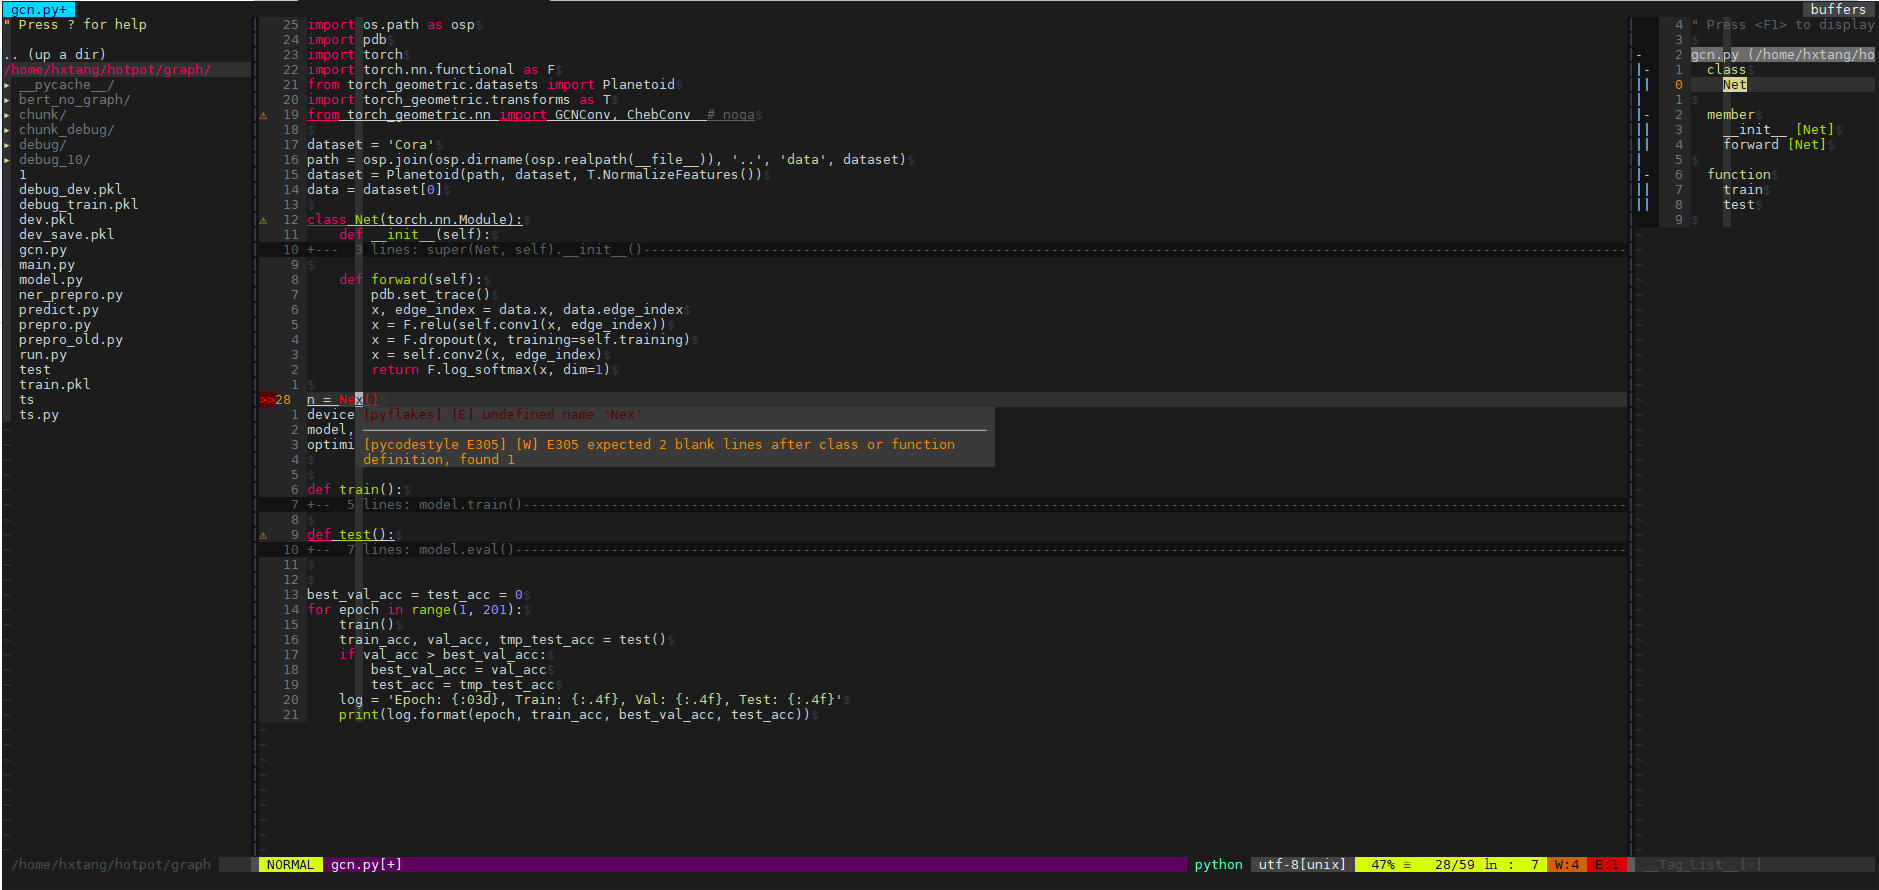 gcn.py+
buffers
" Press ? for help
.. (up a dir)
/home/hxtang/hotpot/graph/
▸ __pycache__/
▸ bert_no_graph/
▸ chunk/
▸ chunk_debug/
▸ debug/
▸ debug_10/
1
debug_dev.pkl
debug_train.pkl
dev.pkl
dev_save.pkl
gcn.py
main.py
model.py
ner_prepro.py
predict.py
prepro.py
prepro_old.py
run.py
test
train.pkl
ts
ts.py
25 import os.path as osp$
24 import pdb$
23 import torch$
22 import torch.nn.functional as F$
21 from torch_geometric.datasets import Planetoid$
20 import torch_geometric.transforms as T$
⚠ 19 from torch_geometric.nn import GCNConv, ChebConv  # noqa$
18 $
17 dataset = 'Cora'$
16 path = osp.join(osp.dirname(osp.realpath(__file__)), '..', 'data', dataset)$
15 dataset = Planetoid(path, dataset, T.NormalizeFeatures())$
14 data = dataset[0]$
13 $
⚠ 12 class Net(torch.nn.Module):$
11     def __init__(self):$
10 +---  3 lines: super(Net, self).__init__()---
9 $
8     def forward(self):$
7         pdb.set_trace()$
6         x, edge_index = data.x, data.edge_index$
5         x = F.relu(self.conv1(x, edge_index))$
4         x = F.dropout(x, training=self.training)$
3         x = self.conv2(x, edge_index)$
2         return F.log_softmax(x, dim=1)$
1 $
>>28 n = Nex()$
1 device
[pyflakes] [E] undefined name 'Nex'
2 model,
3 optimi
[pycodestyle E305] [W] E305 expected 2 blank lines after class or function
definition, found 1
4 $
5 $
6 def train():$
7 +--  5 lines: model.train()---
8 $
⚠ 9 def test():$
10 +--  7 lines: model.eval()---
11 $
12 $
13 best_val_acc = test_acc = 0$
14 for epoch in range(1, 201):$
15     train()$
16     train_acc, val_acc, tmp_test_acc = test()$
17     if val_acc > best_val_acc:$
18         best_val_acc = val_acc$
19         test_acc = tmp_test_acc$
20     log = 'Epoch: {:03d}, Train: {:.4f}, Val: {:.4f}, Test: {:.4f}'$
21     print(log.format(epoch, train_acc, best_val_acc, test_acc))$
4 " Press <F1> to display
3 $
- 2 gcn.py (/home/hxtang/ho
|- 1   class$
|| 0     Net
| 1 $
|- 2   member$
|| 3     __init__ [Net]$
|| 4     forward [Net]$
| 5 $
|- 6   function$
|| 7     train$
|| 8     test$
9 $
/home/hxtang/hotpot/graph
NORMAL gcn.py[+] python utf-8[unix] 47% ≡ 28/59 ln : 7 W:4 E:1
__Tag_List__ [-]